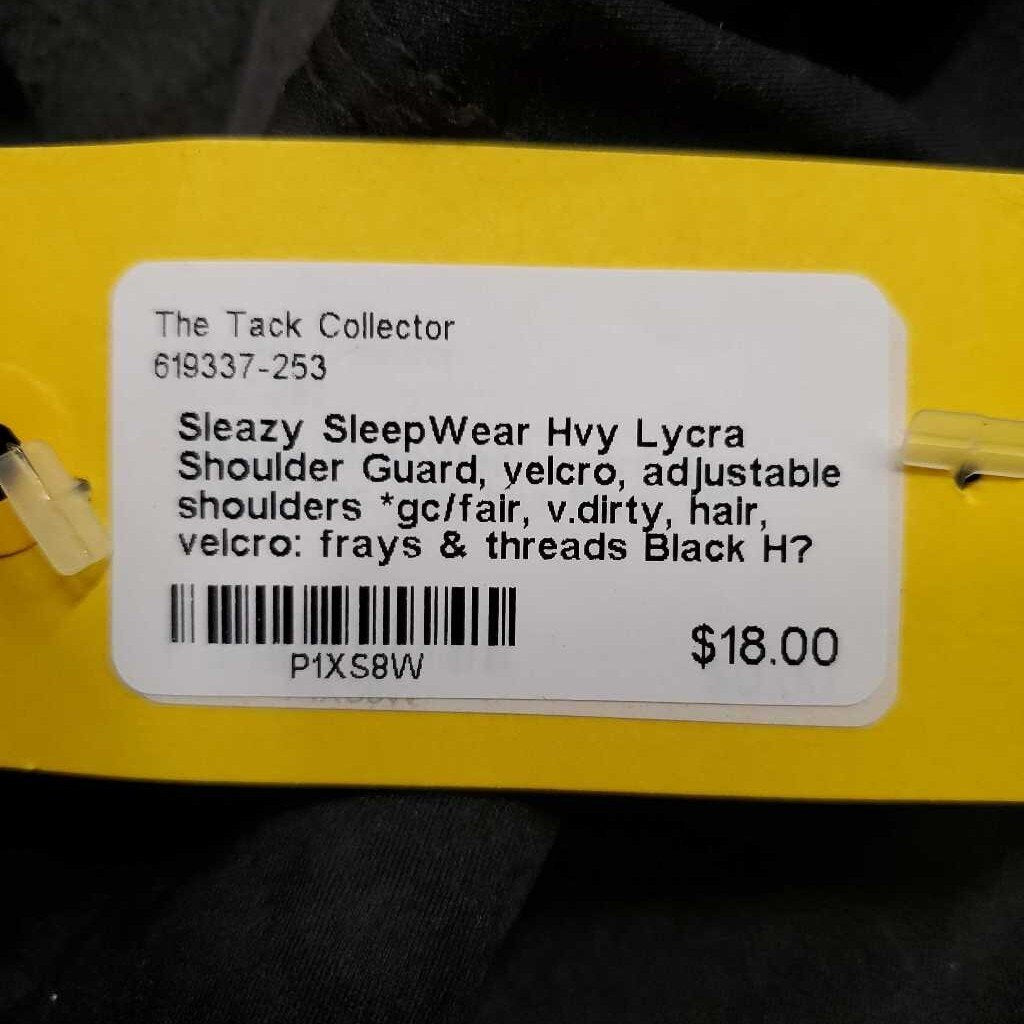 The Tack Collector
619337-253
Sleazy SleepWear Hvy Lycra
Shoulder Guard, velcro, adjustable
shoulders *gc/fair, v.dirty, hair,
velcro: frays & threads Black H?
P1XS8W
$18.00